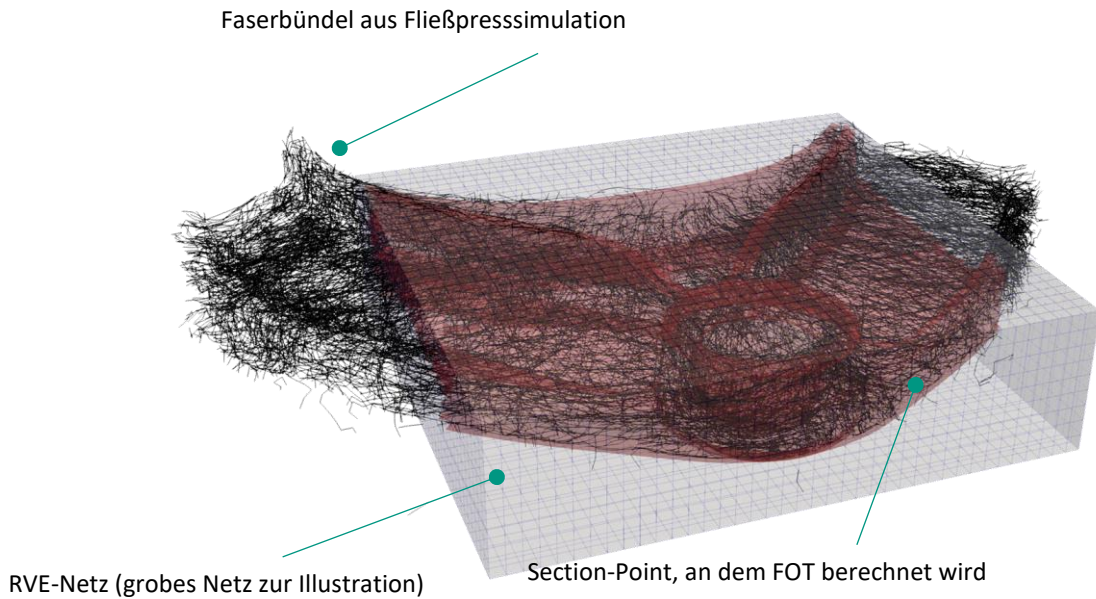 Faserbündel aus Fließpresssimulation
RVE-Netz (grobes Netz zur Illustration)
Section-Point, an dem FOT berechnet wird